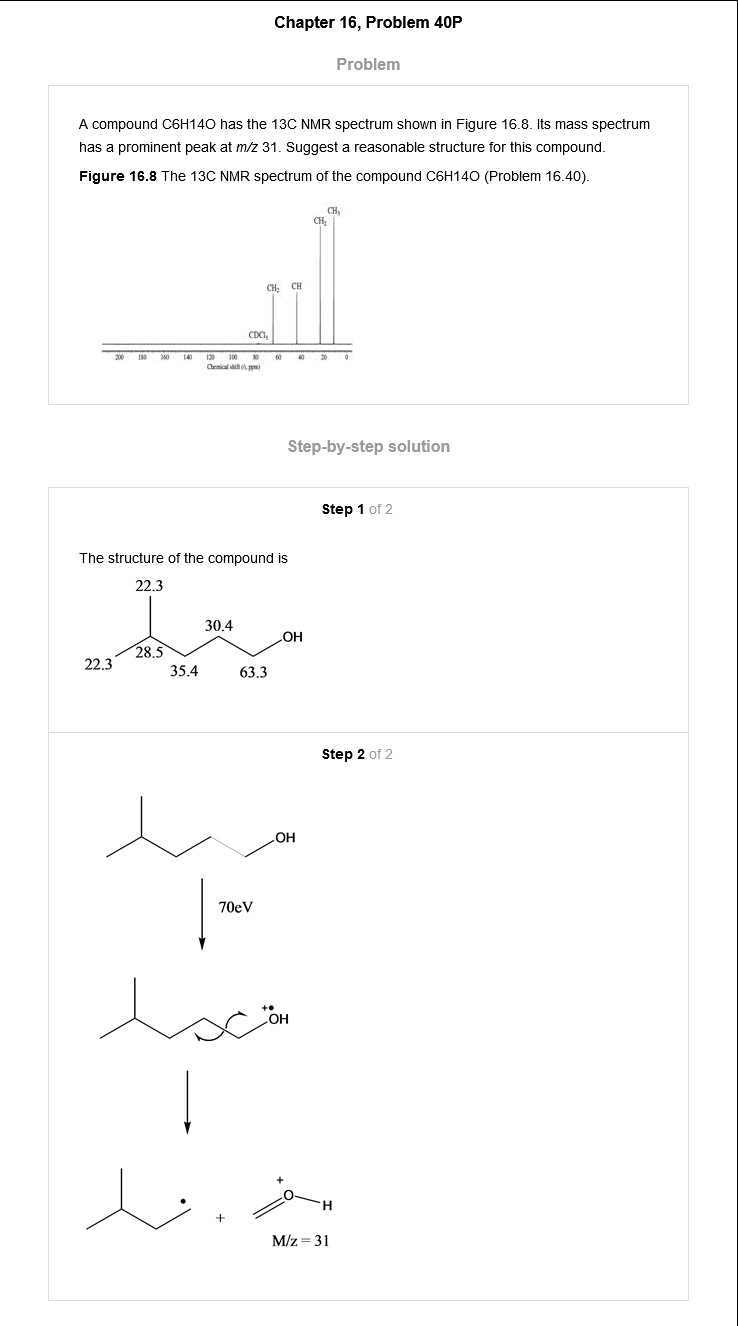 Chapter 16, Problem 40P
Problem
A compound C6H14O has the 13C NMR spectrum shown in Figure 16.8. Its mass spectrum
has a prominent peak at m/z 31. Suggest a reasonable structure for this compound.
Figure 16.8 The 13C NMR spectrum of the compound C6H14O (Problem 16.40).
CH₃
CH₂
CH₂ CH
CDCl₃
200 180 160 140 120 100 80 60 40 20 0
Chemical shift (δ, ppm)
Step-by-step solution
Step 1 of 2
The structure of the compound is
22.3
30.4
OH
28.5
22.3
35.4
63.3
Step 2 of 2
OH
70eV
+•
OH
+
O
H
+
M/z = 31